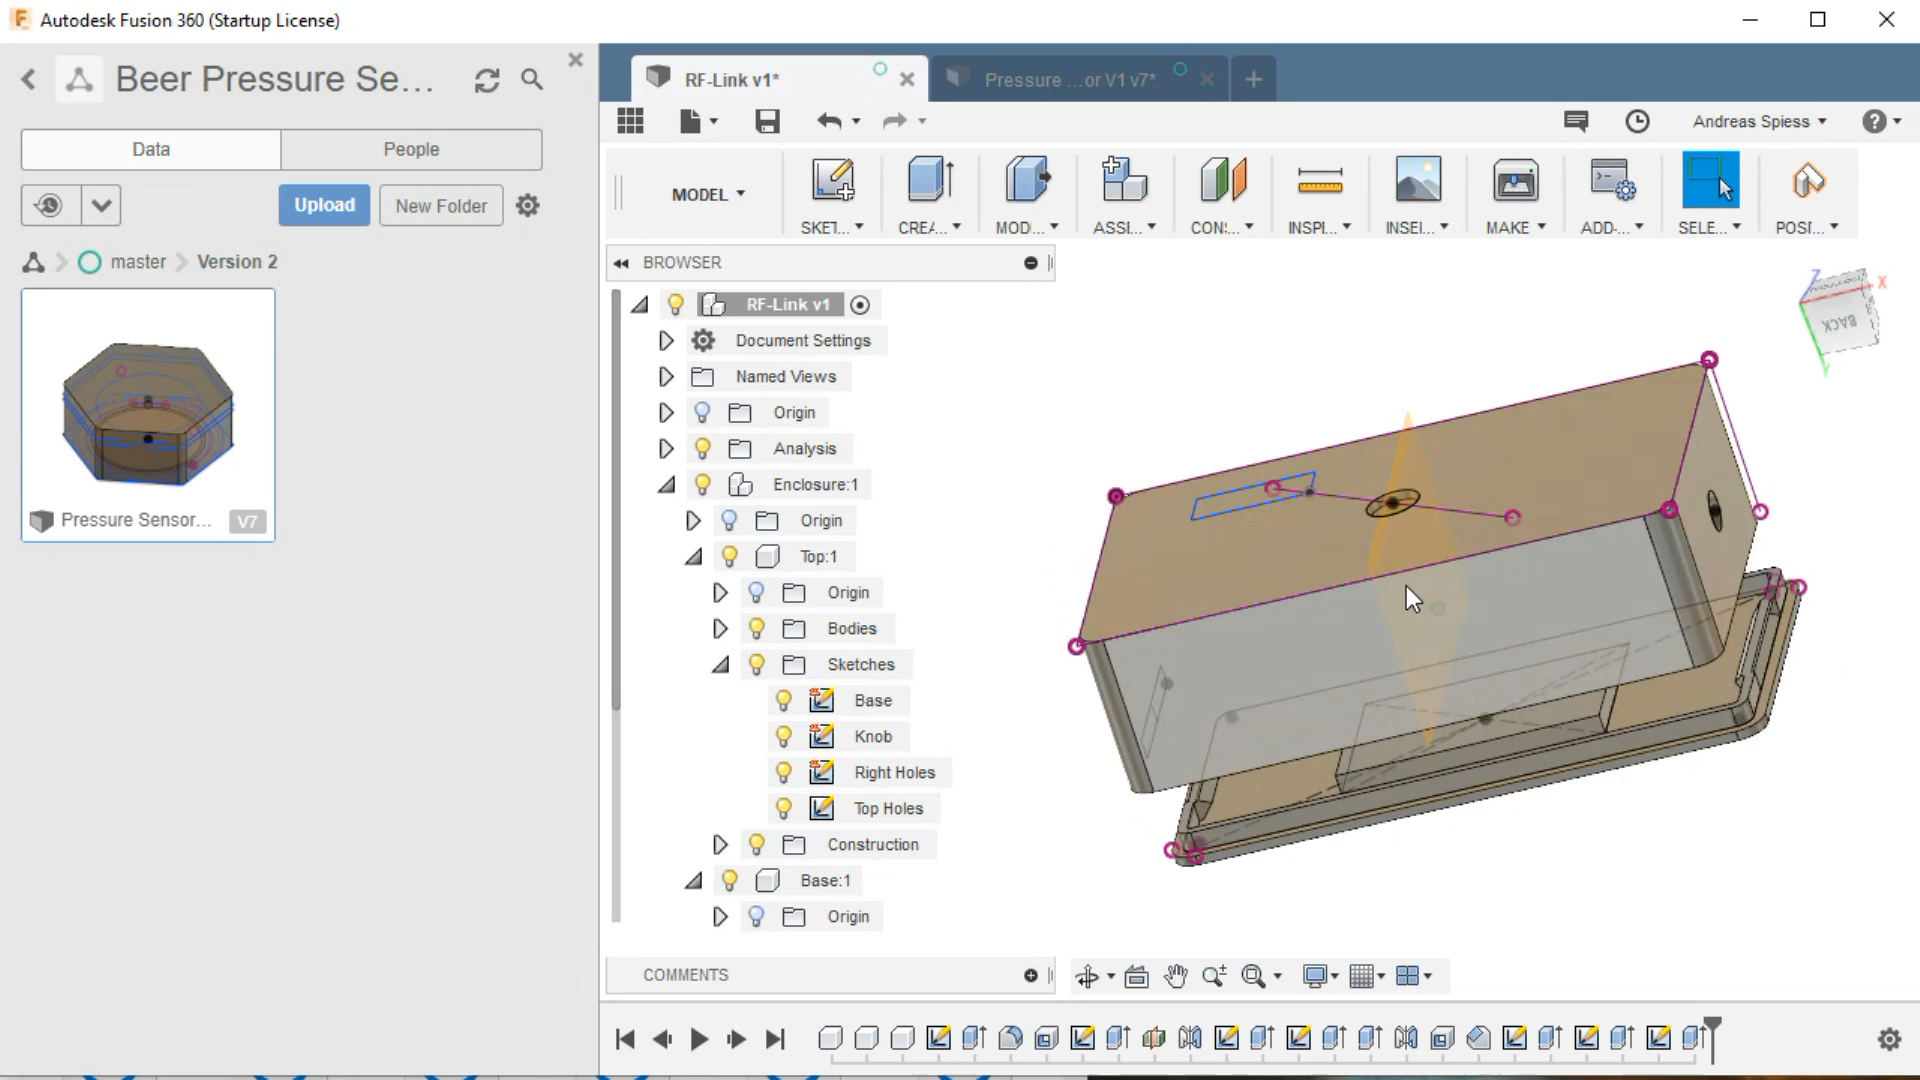 Autodesk Fusion 360 (Startup License)
Beer Pressure Se...
Data
People
Upload
New Folder
master
Version 2
Pressure Sensor...
V7
RF-Link v1*
Pressure ...or V1 v7*
Andreas Spiess
MODEL
SKET...
CREA...
MOD...
ASSI...
CONS...
INSPI...
INSEI...
MAKE
ADD-...
SELE...
POSI...
BROWSER
RF-Link v1
Document Settings
Named Views
Origin
Analysis
Enclosure:1
Origin
Top:1
Origin
Bodies
Sketches
Base
Knob
Right Holes
Top Holes
Construction
Base:1
Origin
COMMENTS
Z
X
BACK
Y